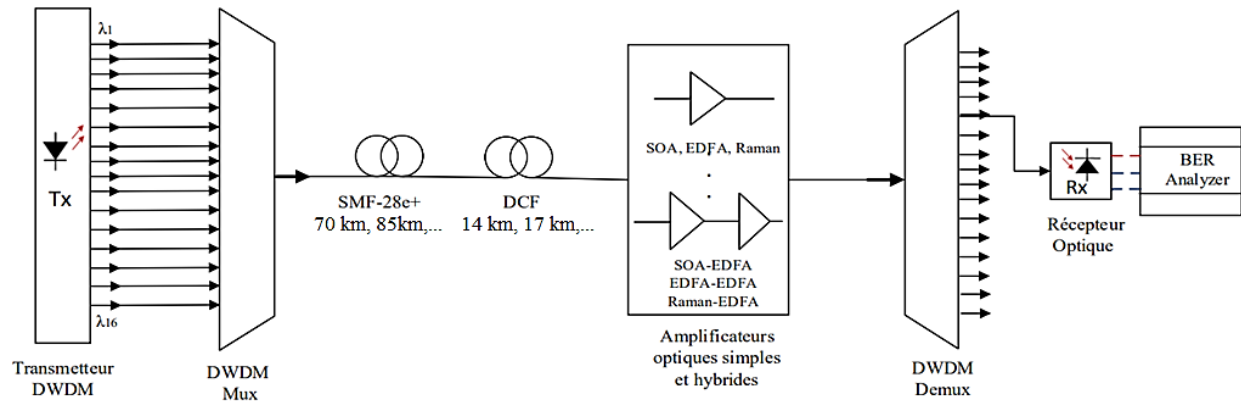 λ1
Tx
λ16
Transmetteur
DWDM
DWDM
Mux
SMF-28e+
70 km, 85km,...
DCF
14 km, 17 km,...
SOA, EDFA, Raman
SOA-EDFA
EDFA-EDFA
Raman-EDFA
Amplificateurs
optiques simples
et hybrides
DWDM
Demux
Rx
Récepteur
Optique
BER
Analyzer